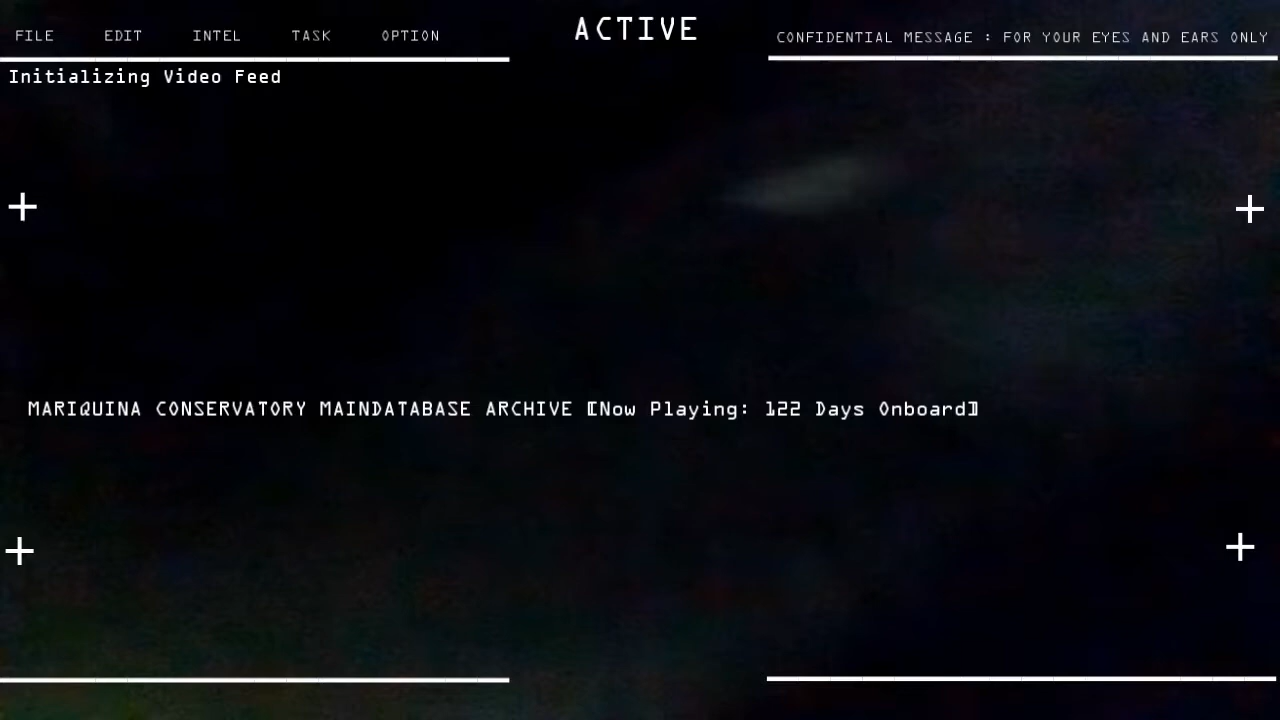 FILE EDIT INTEL TASK OPTION
ACTIVE
CONFIDENTIAL MESSAGE : FOR YOUR EYES AND EARS ONLY
Initializing Video Feed
MARIQUINA CONSERVATORY MAINDATABASE ARCHIVE [Now Playing: 122 Days Onboard]